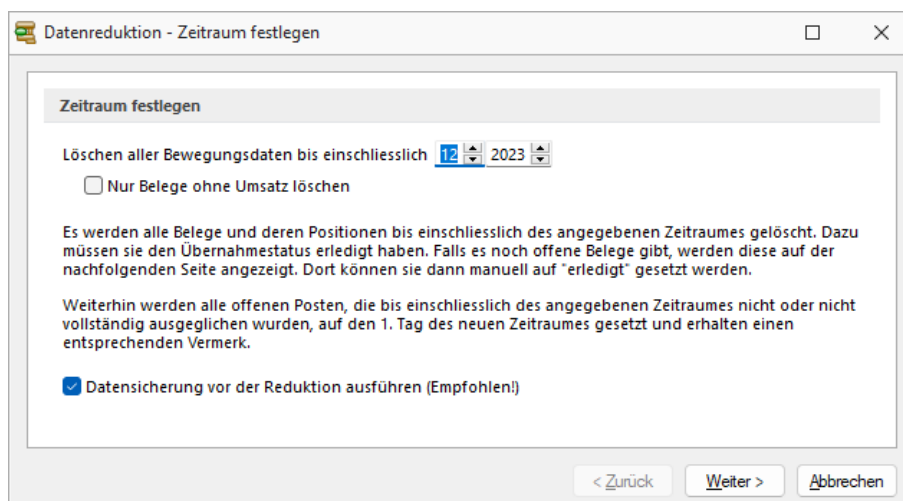 Datenreduktion - Zeitraum festlegen
Zeitraum festlegen
Löschen aller Bewegungsdaten bis einschliesslich 12 2023
Nur Belege ohne Umsatz löschen
Es werden alle Belege und deren Positionen bis einschliesslich des angegebenen Zeitraumes gelöscht. Dazu
müssen sie den Übernahmestatus erledigt haben. Falls es noch offene Belege gibt, werden diese auf der
nachfolgenden Seite angezeigt. Dort können sie dann manuell auf "erledigt" gesetzt werden.
Weiterhin werden alle offenen Posten, die bis einschliesslich des angegebenen Zeitraumes nicht oder nicht
vollständig ausgeglichen wurden, auf den 1. Tag des neuen Zeitraumes gesetzt und erhalten einen
entsprechenden Vermerk.
Datensicherung vor der Reduktion ausführen (Empfohlen!)
< Zurück Weiter > Abbrechen